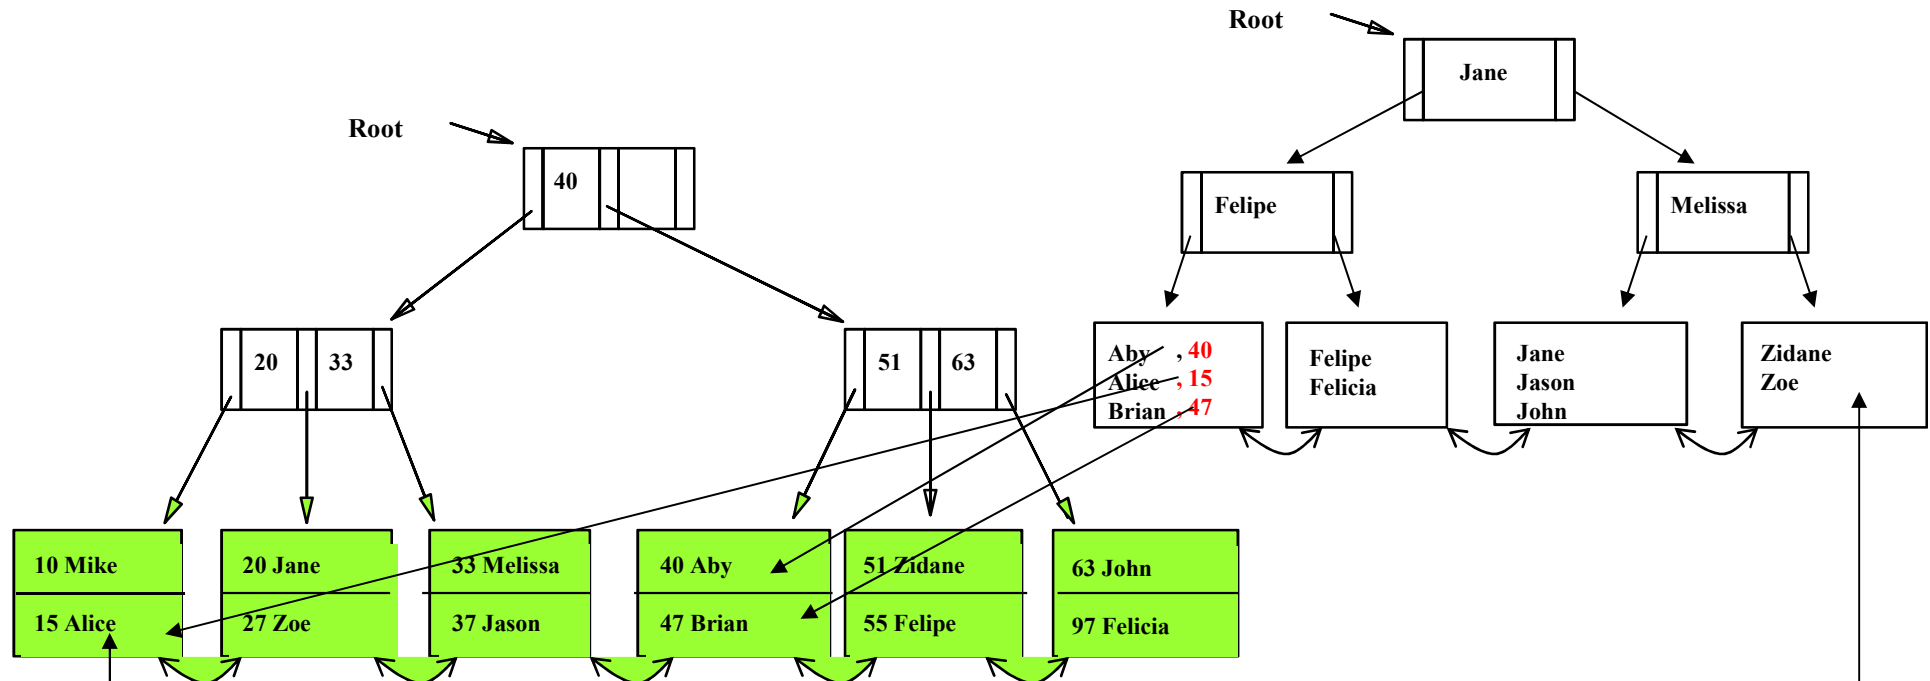 Root
Jane
Root
40
Felipe
Melissa
20 33
51 63
Aby , 40
Alice , 15
Brian , 47
Felipe
Felicia
Jane
Jason
John
Zidane
Zoe
10 Mike
15 Alice
20 Jane
27 Zoe
33 Melissa
37 Jason
40 Aby
47 Brian
51 Zidane
55 Felipe
63 John
97 Felicia